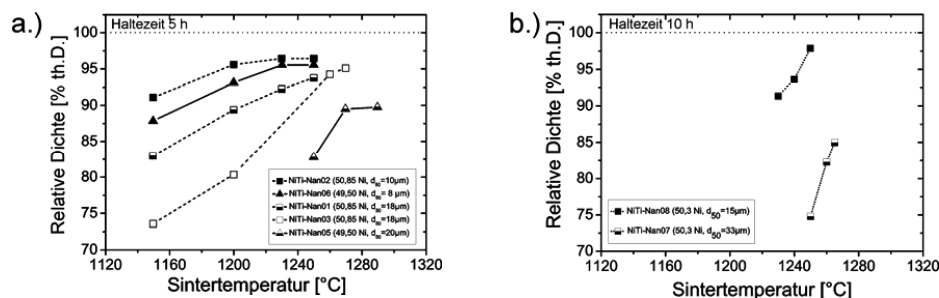 a.)
Haltezeit 5 h
Relative Dichte [% th.D.]
100
95
90
85
80
75
70
NiTi-Nan02 (50,85 Ni, d50=10µm)
NiTi-Nan06 (49,50 Ni, d50= 8 µm)
NiTi-Nan01 (50,85 Ni, d50=18µm)
NiTi-Nan03 (50,85 Ni, d50=18µm)
NiTi-Nan05 (49,50 Ni, d50=20µm)
1120 1160 1200 1240 1280 1320
Sintertemperatur [°C]
b.)
Haltezeit 10 h
Relative Dichte [% th.D.]
100
95
90
85
80
75
70
NiTi-Nan08 (50,3 Ni, d50=15µm)
NiTi-Nan07 (50,3 Ni, d50=33µm)
1120 1160 1200 1240 1280 1320
Sintertemperatur [°C]